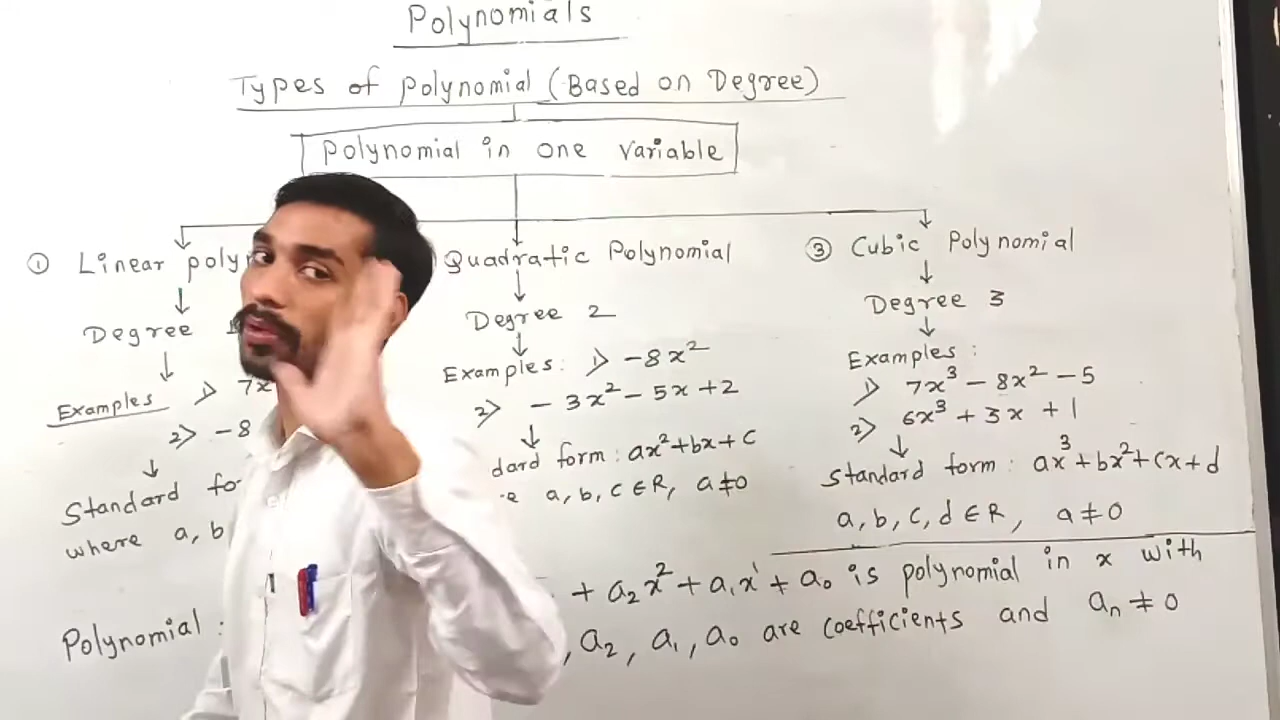 Polynomials
Types of Polynomial (Based on Degree)
Polynomial in one variable
① Linear poly
Degree
Examples 1> 7x
2> -8
Standard fo
where a, b
Quadratic Polynomial
Degree 2
Examples: 1> -8x²
2> -3x² - 5x + 2
dard form: ax²+bx+c
e a, b, c ∈ R, a≠0
③ Cubic Polynomial
Degree 3
Examples:
1> 7x³ - 8x² - 5
2> 6x³ + 3x + 1
Standard form: ax³+bx²+cx+d
a, b, c, d ∈ R, a ≠ 0
Polynomial: + a₂x² + a₁x¹ + a₀ is polynomial in x with
, a₂, a₁, a₀ are coefficients and aₙ ≠ 0